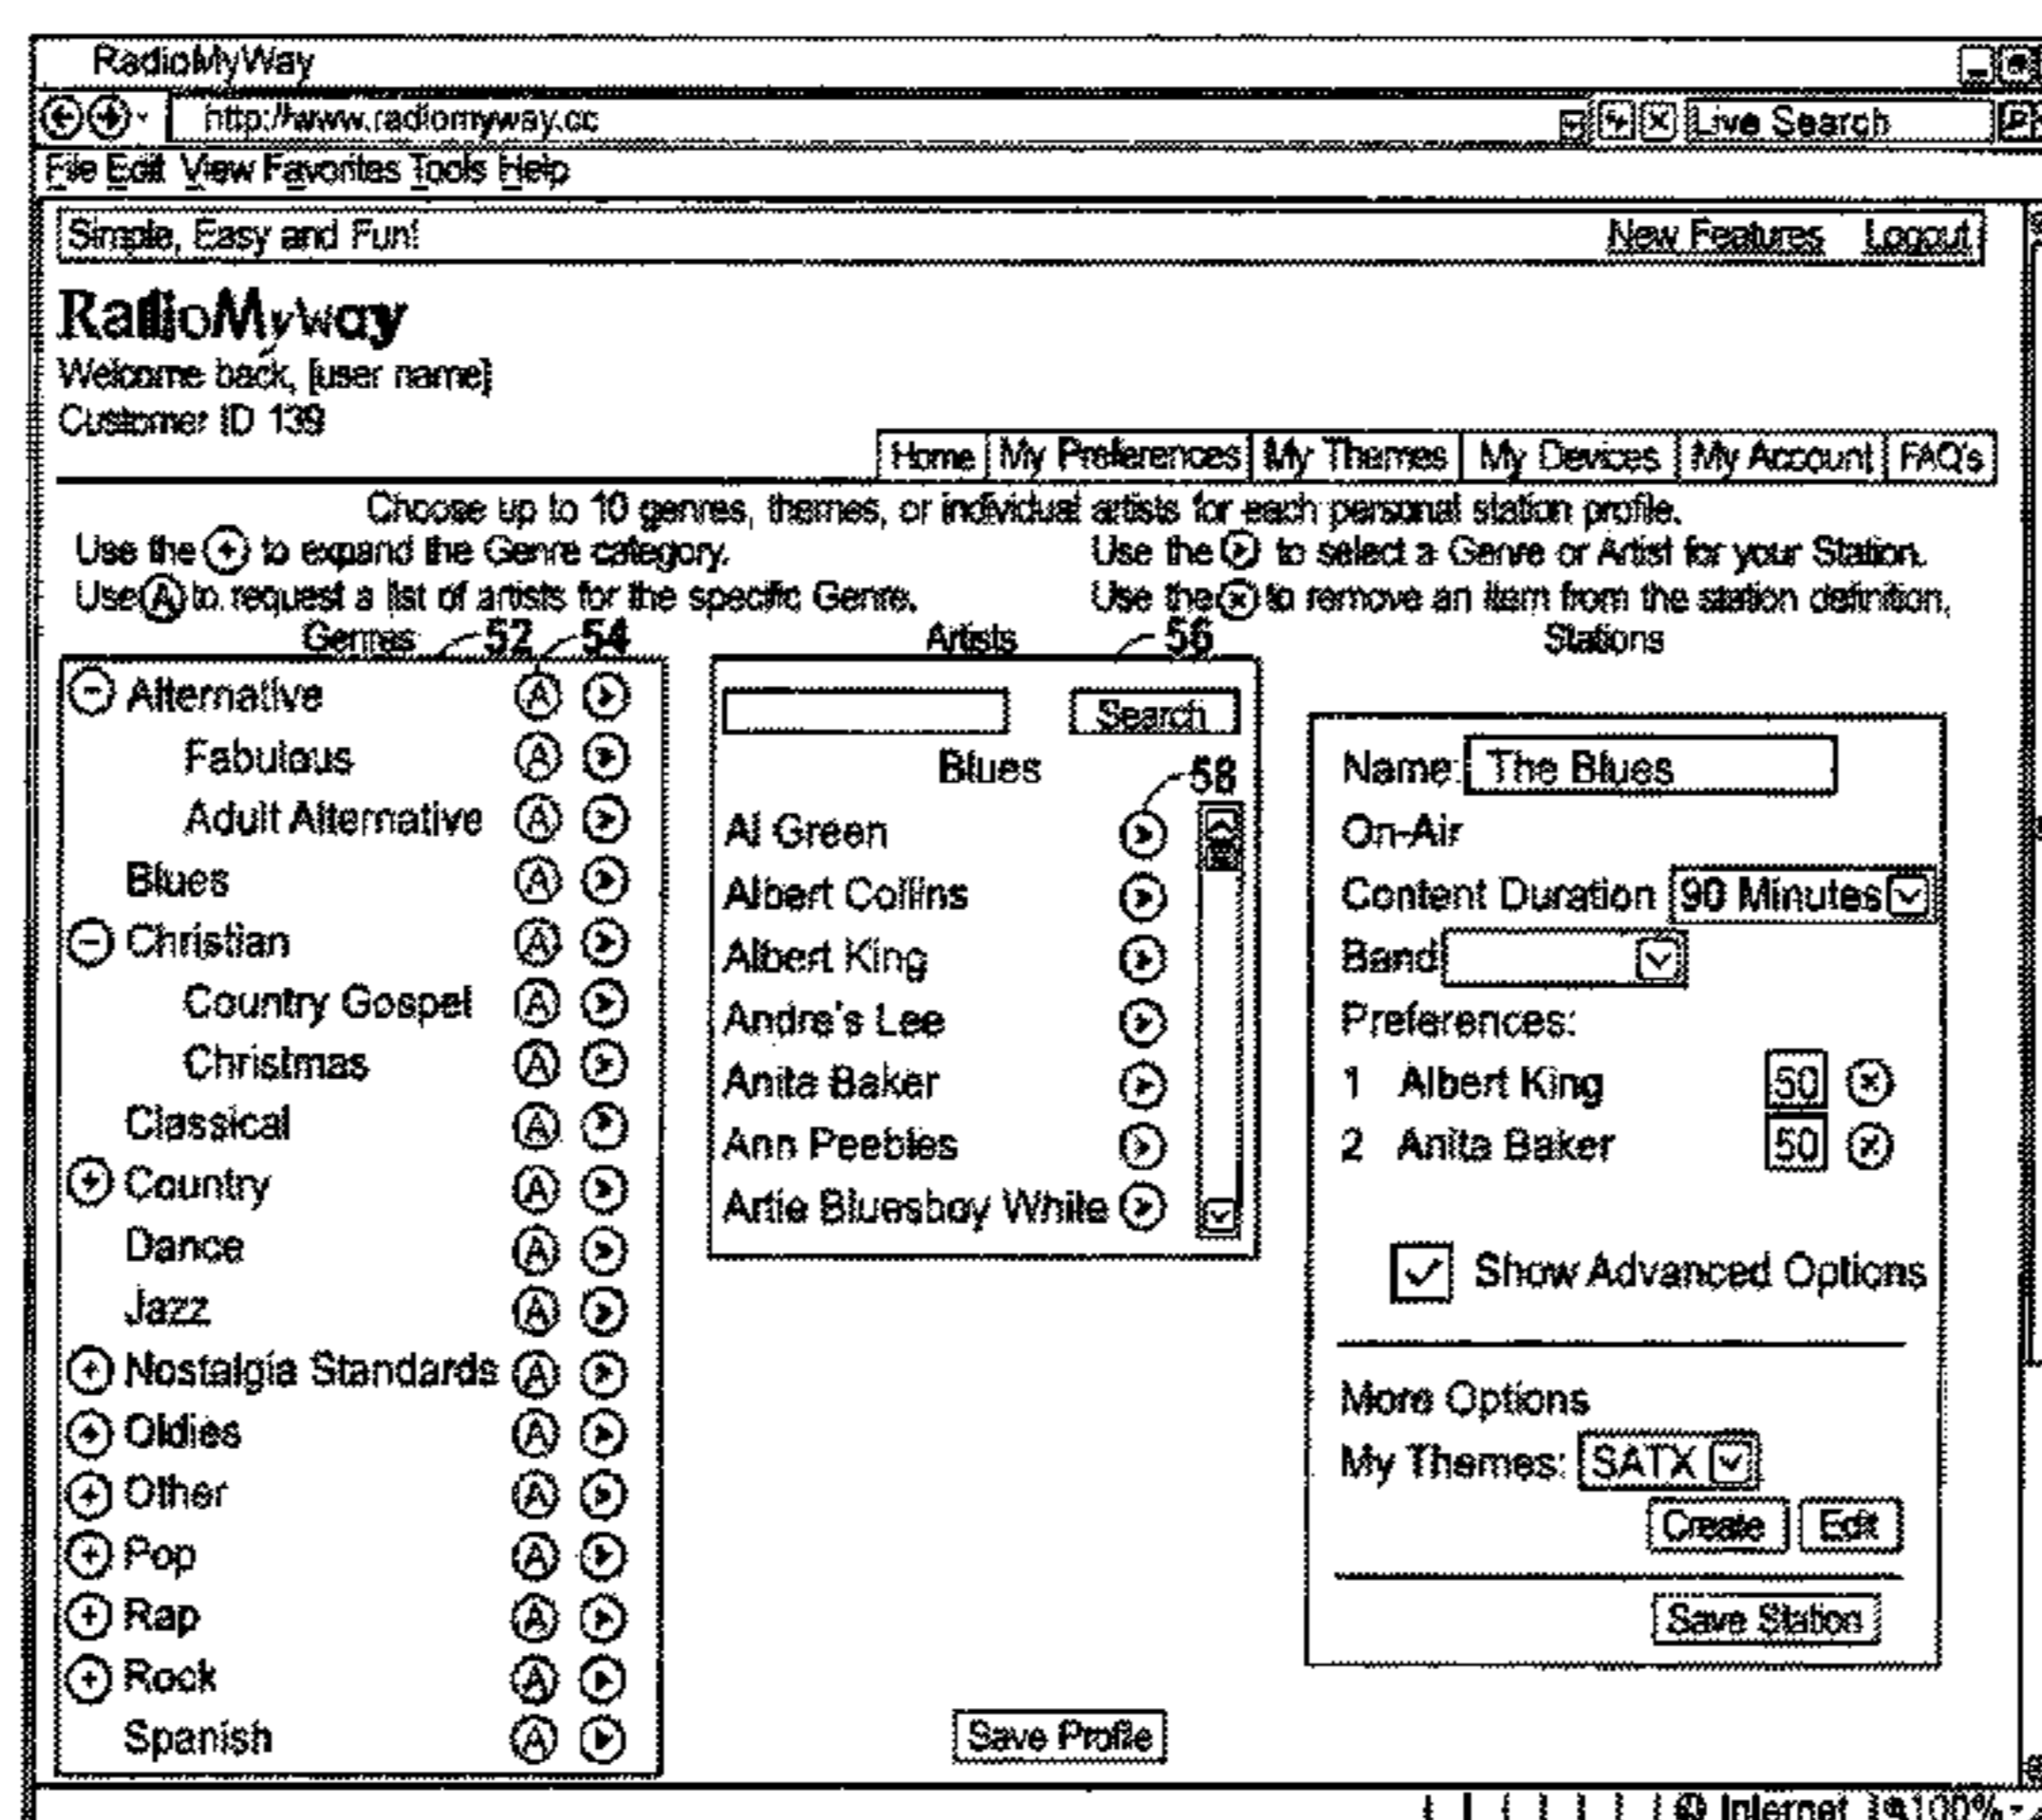 RadioMyWay
http://www.radiomyway.cc
Live Search
File Edit View Favorites Tools Help
Simple, Easy and Fun! New Features Logout
RadioMyWay
Welcome back, [user name]
Customer ID 139
Home My Preferences My Themes My Devices My Account FAQ's
Choose up to 10 genres, themes, or individual artists for each personal station profile.
Use the + to expand the Genre category.
Use A to request a list of artists for the specific Genre.
Use the to select a Genre or Artist for your Station.
Use the x to remove an item from the station definition.
Genres 52 54
- Alternative A
Fabulous A
Adult Alternative A
Blues A
- Christian A
Country Gospel A
Christmas A
Classical A
+ Country A
Dance A
Jazz A
+ Nostalgia Standards A
+ Oldies A
+ Other A
+ Pop A
+ Rap A
+ Rock A
Spanish A
Artists 56
Search
Blues 58
Al Green
Albert Collins
Albert King
Andre's Lee
Anita Baker
Ann Peebles
Artie Bluesboy White
Save Profile
Stations
Name: The Blues
On-Air
Content Duration 90 Minutes
Band
Preferences:
1 Albert King 50 x
2 Anita Baker 50 x
Show Advanced Options
More Options
My Themes: SATX
Create Edit
Save Station
Internet 100%